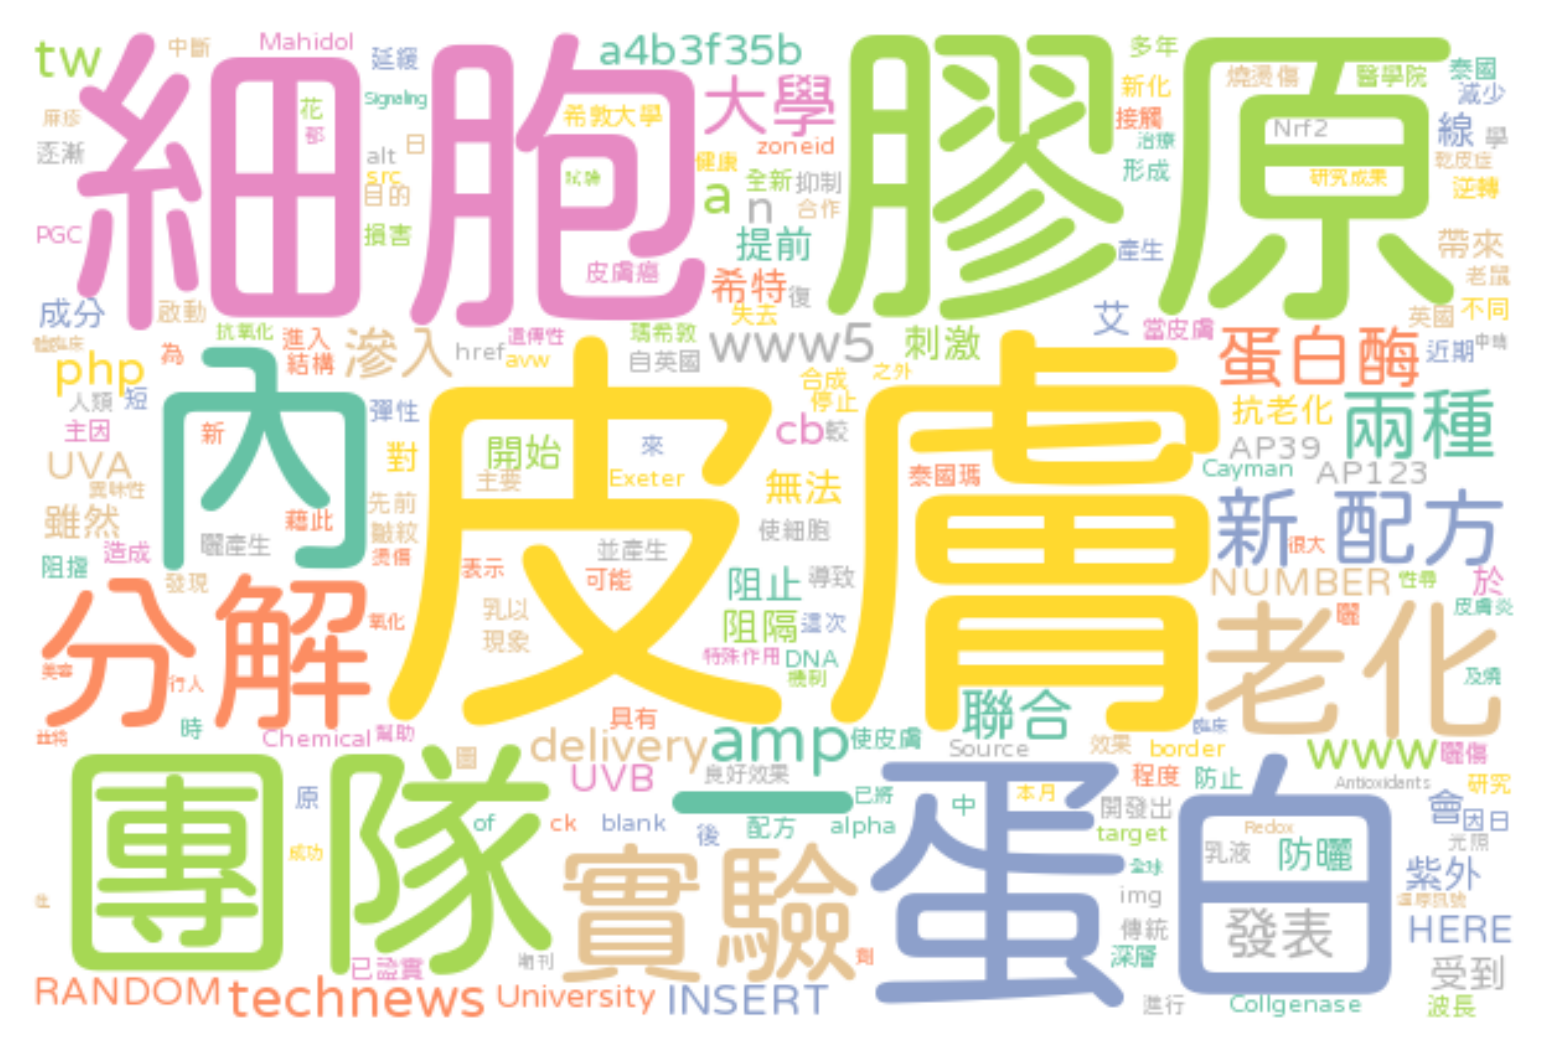 tw
中斷
Mahidol
延緩
a4b3f35b
多年
燒燙傷
醫學院
泰國
減少
細胞
膠原
大學
新化
花
Signaling
希敦大學
接觸
Nrf2
線
學
麻疹
逐漸
都
alt
日
zoneid
治療
乾皮症
src
目的
試驗
健康
全新
抑制
形成
研究成果
逆轉
a
n
合作
PGC
損害
提前
產生
帶來
皮膚癌
希特
復
老鼠
成分
啟動
失去
艾
當皮膚
英國
不同
抗氧化
進入
遺傳性
瑪希敦
www5
刺激
蛋白酶
近期
結構
滲入
href
avw
自英國
為
php
人類
短
合成
之外
停止
內
皮膚
彈性
主因
新
cb
較
抗老化
兩種
來
開始
對
UVA
異味性
主要
Exeter
無法
泰國瑪
AP39
Cayman
AP123
雖然
藉此
先前
皺紋
使細胞
新
配方
曬產生
並產生
很大
阻擋
造成
燙傷
表示
可能
阻止
導致
發現
NUMBER
性尋
於
分解
氧化
乳以
現象
阻隔
這次
曬
皮膚炎
老化
特殊作用
DNA
機制
美容
行人
及燒
時
具有
聯合
臨床
Chemical
幫助
delivery
amp
使皮膚
Source
效果
border
www
曬傷
團隊
圖
UVB
良好效果
蛋白
程度
防止
Antioxidants
研究
原
一
已將
中
本月
開發出
會
因日
of
ck
blank
後
配方
alpha
target
Redox
光照
成功
實驗
全球
乳液
防曬
紫外
img
還原訊號
傳統
發表
HERE
已證實
期刊
劑
深層
受到
RANDOM
technews
University
INSERT
進行
Collgenase
波長